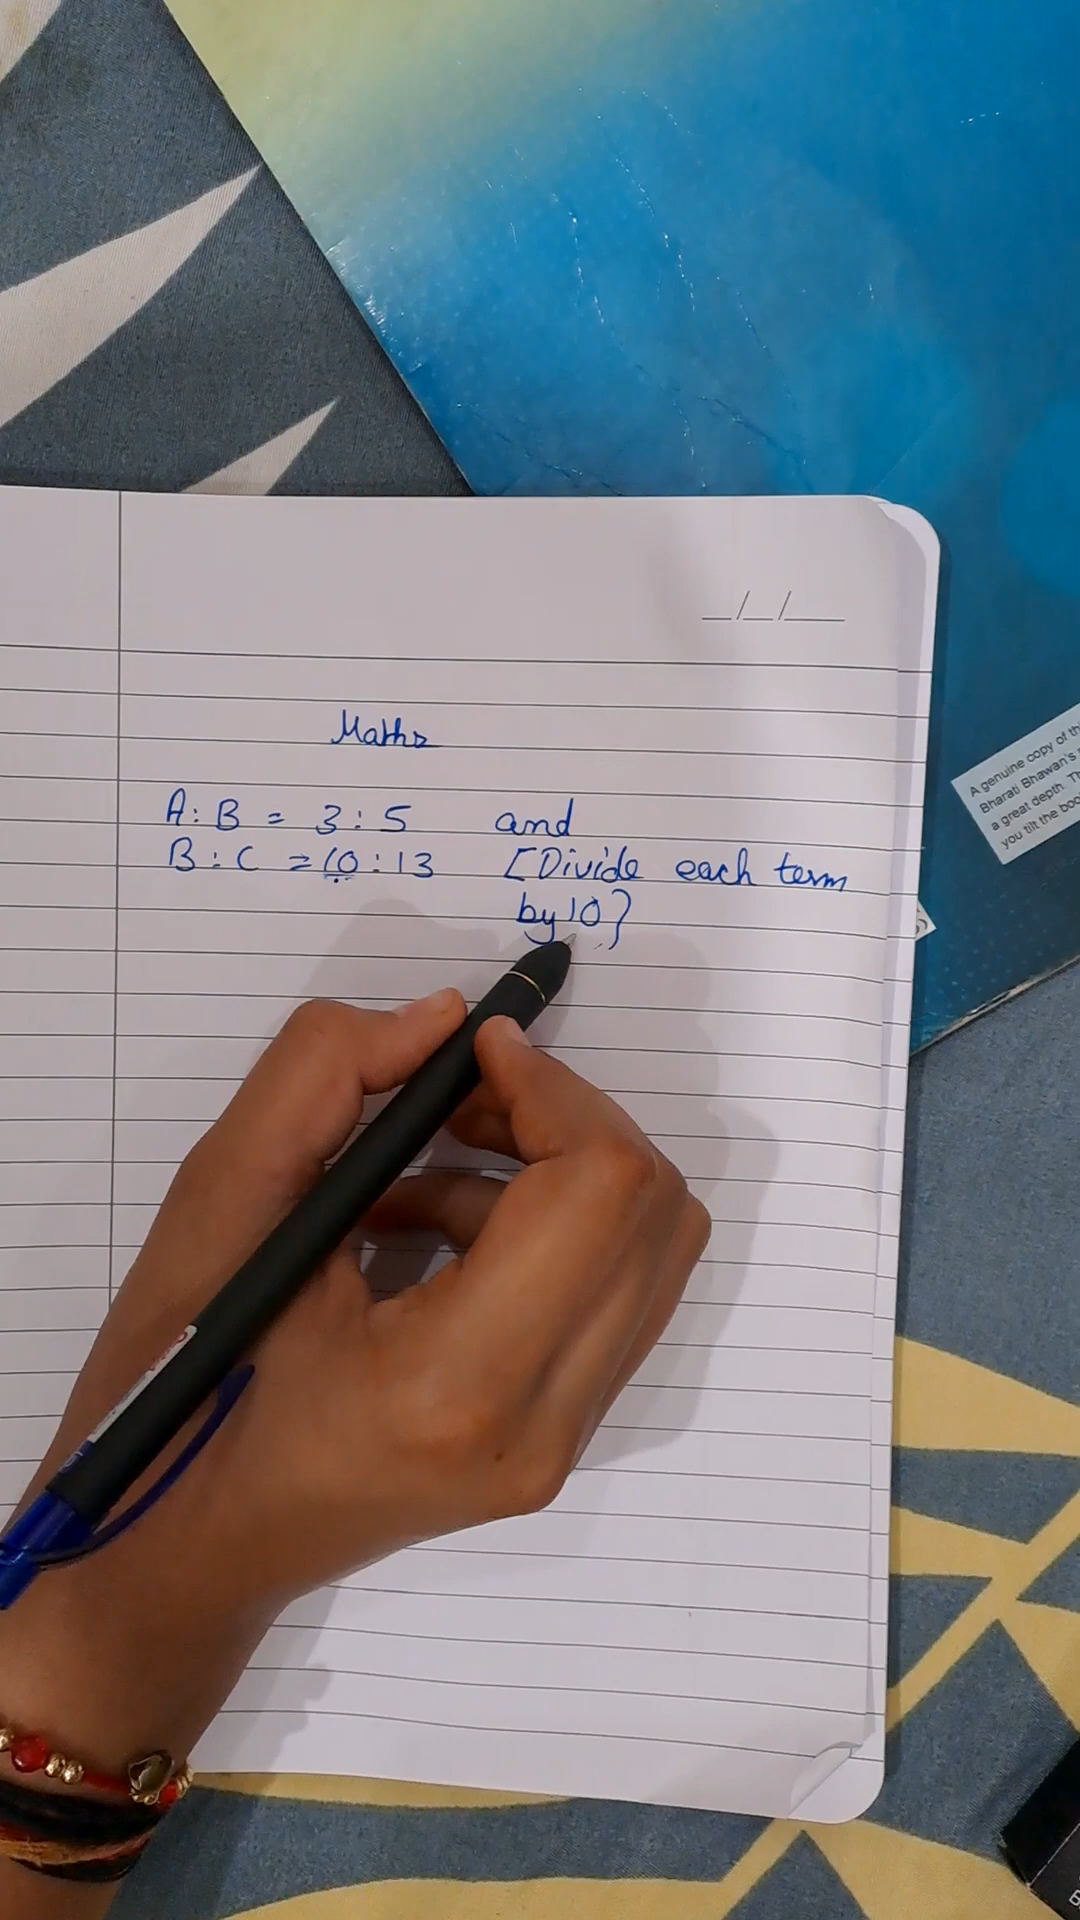 __/__/____
Maths
A:B = 3:5 and
B:C = 10:13 [Divide each term
by 10}
A genuine copy of th
Bharati Bhawan's
a great depth. Th
you tilt the boo